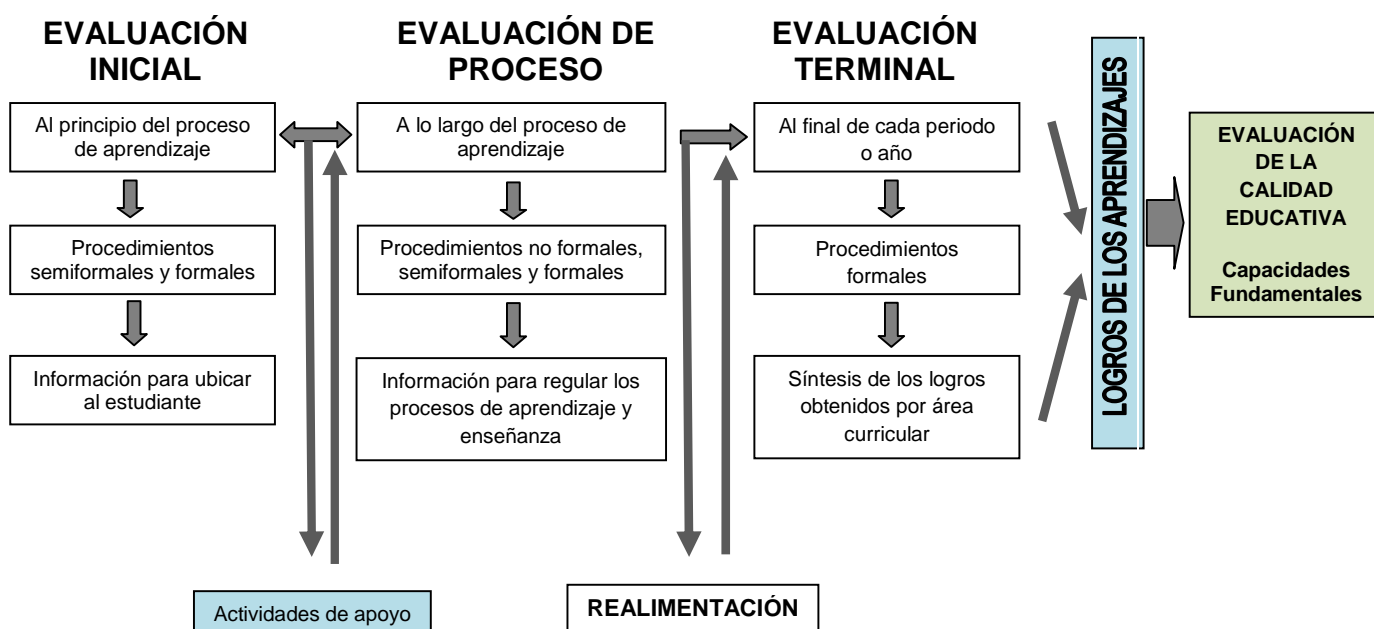 EVALUACIÓN
INICIAL
Al principio del proceso
de aprendizaje
Procedimientos
semiformales y formales
Información para ubicar
al estudiante
EVALUACIÓN DE
PROCESO
A lo largo del proceso de
aprendizaje
Procedimientos no formales,
semiformales y formales
Información para regular los
procesos de aprendizaje y
enseñanza
EVALUACIÓN
TERMINAL
Al final de cada periodo
o año
Procedimientos
formales
Síntesis de los logros
obtenidos por área
curricular
LOGROS DE LOS APRENDIZAJES
EVALUACIÓN
DE LA
CALIDAD
EDUCATIVA
Capacidades
Fundamentales
Actividades de apoyo
REALIMENTACIÓN